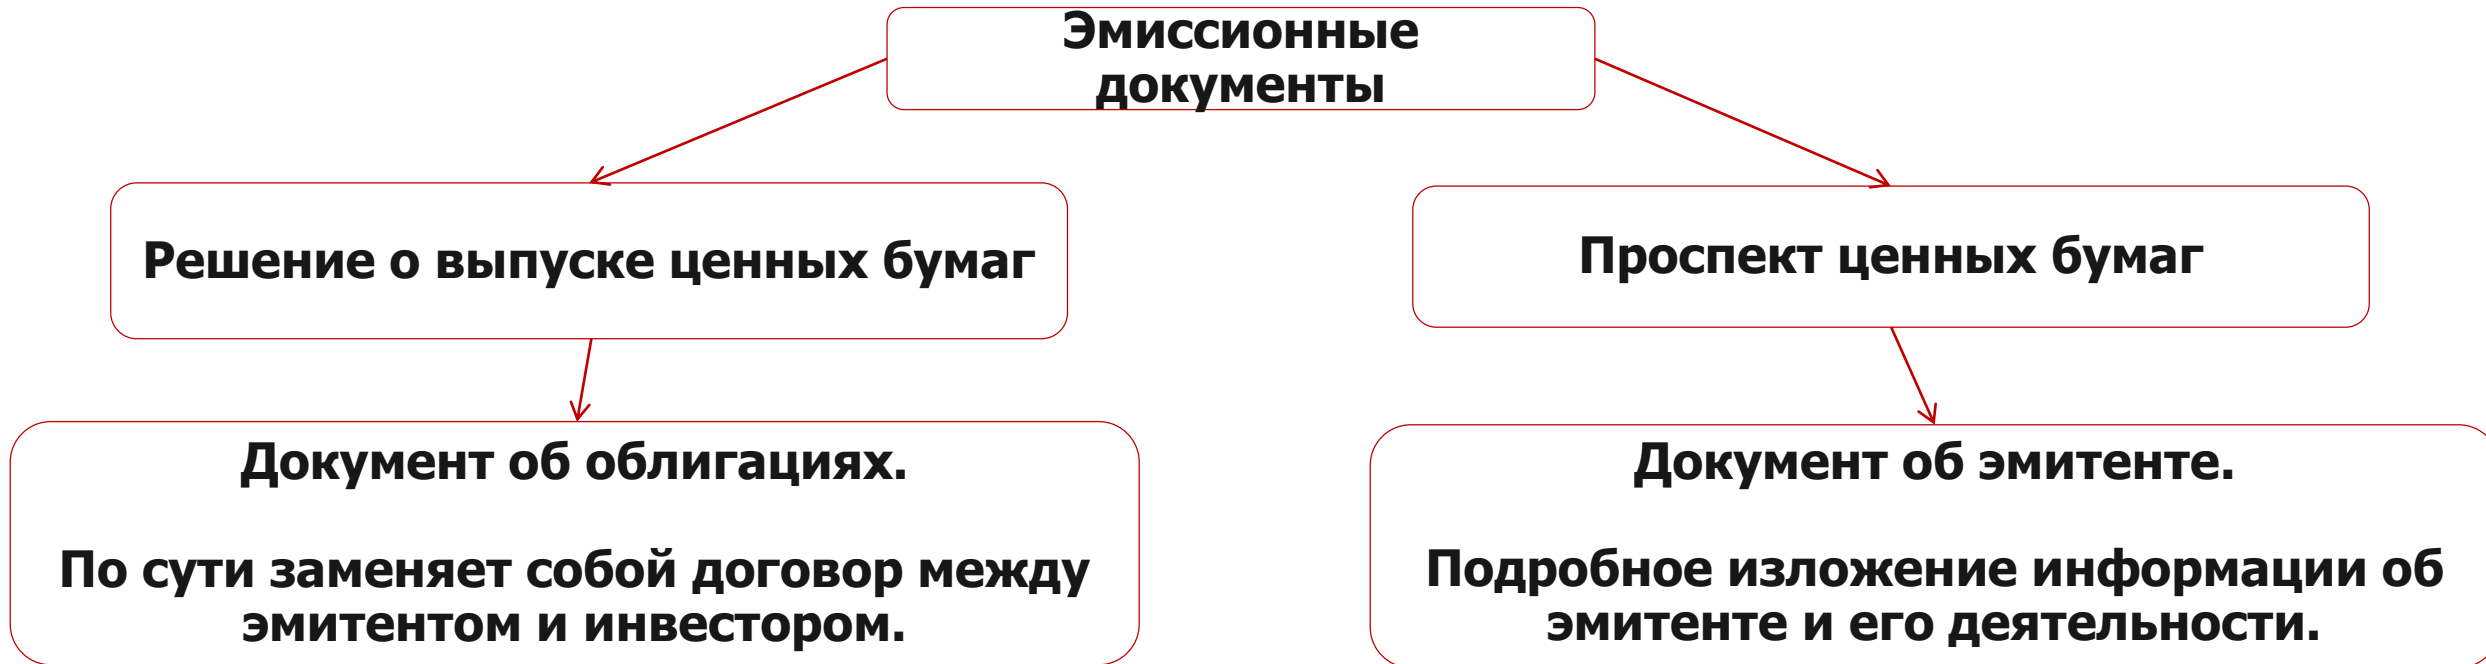 Эмиссионные
документы
Решение о выпуске ценных бумаг
Проспект ценных бумаг
Документ об облигациях.
По сути заменяет собой договор между
эмитентом и инвестором.
Документ об эмитенте.
Подробное изложение информации об
эмитенте и его деятельности.